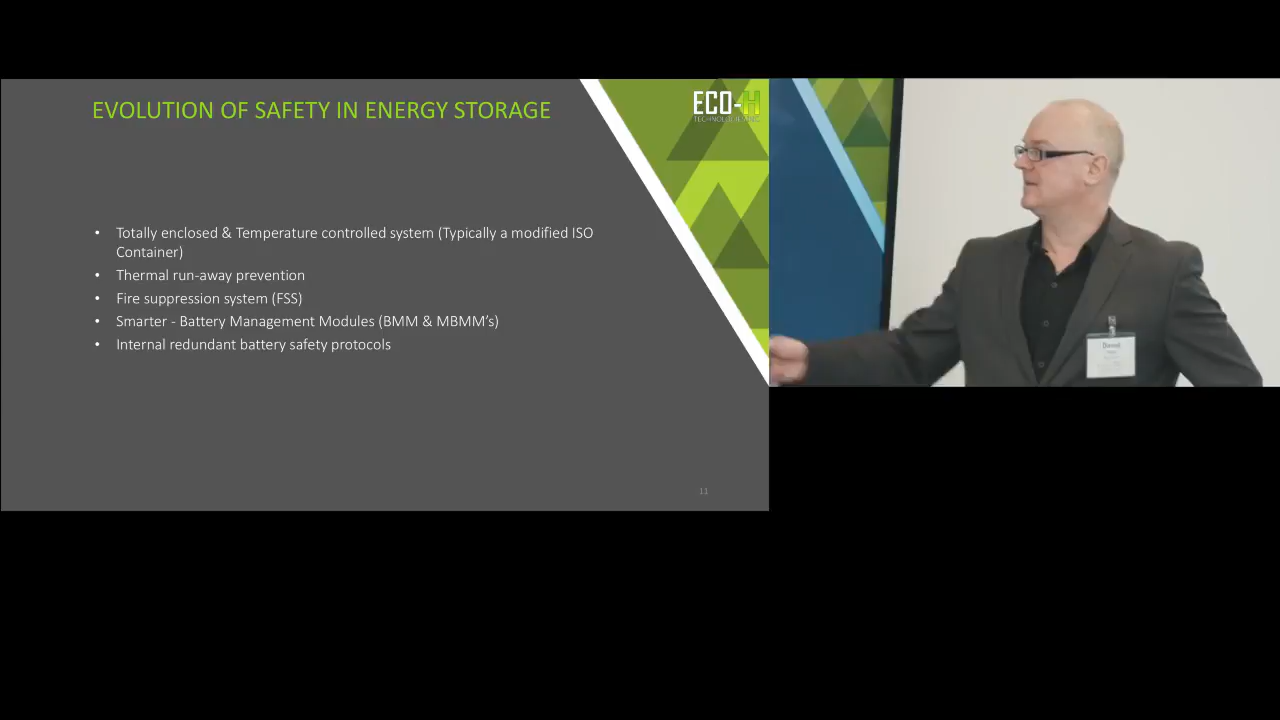 EVOLUTION OF SAFETY IN ENERGY STORAGE
ECO-H
TECHNOLOGIES INC
• Totally enclosed & Temperature controlled system (Typically a modified ISO
Container)
• Thermal run-away prevention
• Fire suppression system (FSS)
• Smarter - Battery Management Modules (BMM & MBMM’s)
• Internal redundant battery safety protocols
11